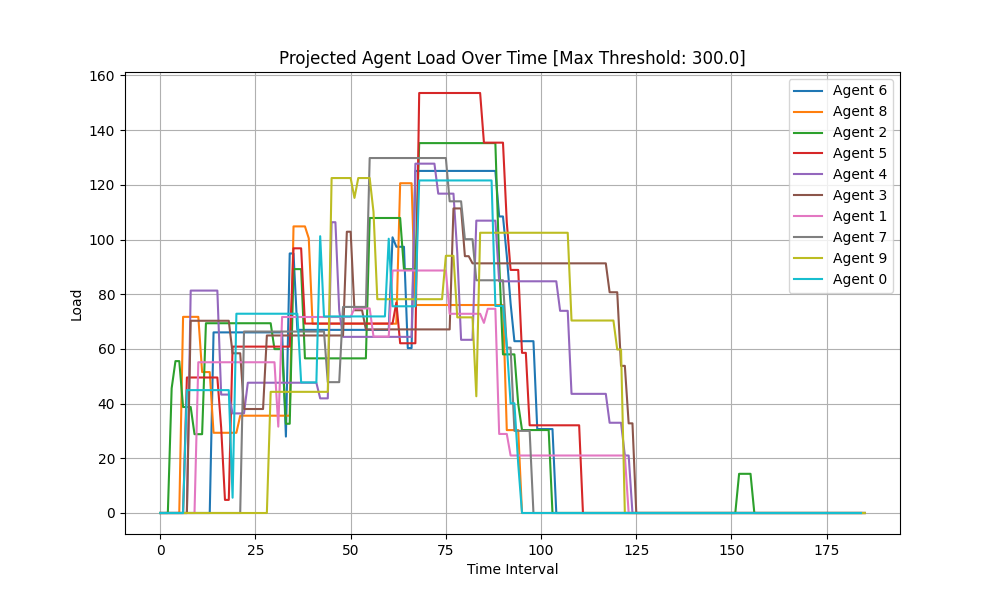 Projected Agent Load Over Time [Max Threshold: 300.0]
160
140
120
100
80
60
40
20
0
Load
0
25
50
75
100
125
150
175
Time Interval
Agent 6
Agent 8
Agent 2
Agent 5
Agent 4
Agent 3
Agent 1
Agent 7
Agent 9
Agent 0